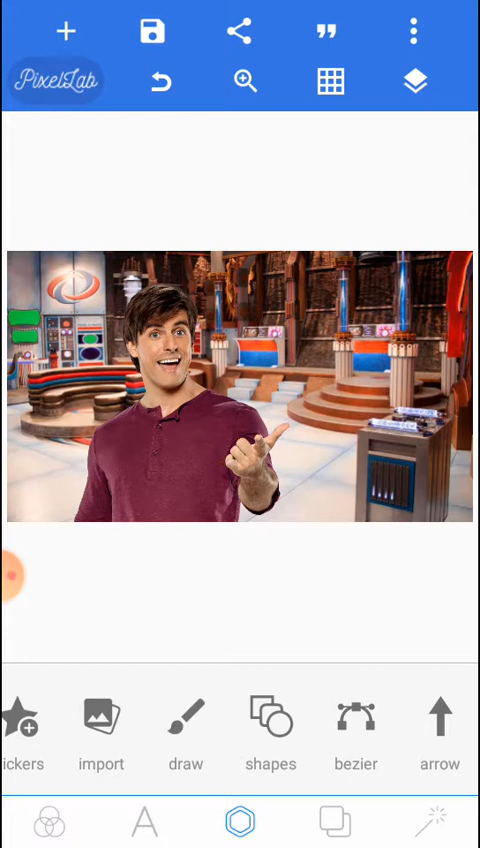 PixelLab
ickers
import
draw
shapes
bezier
arrow
A